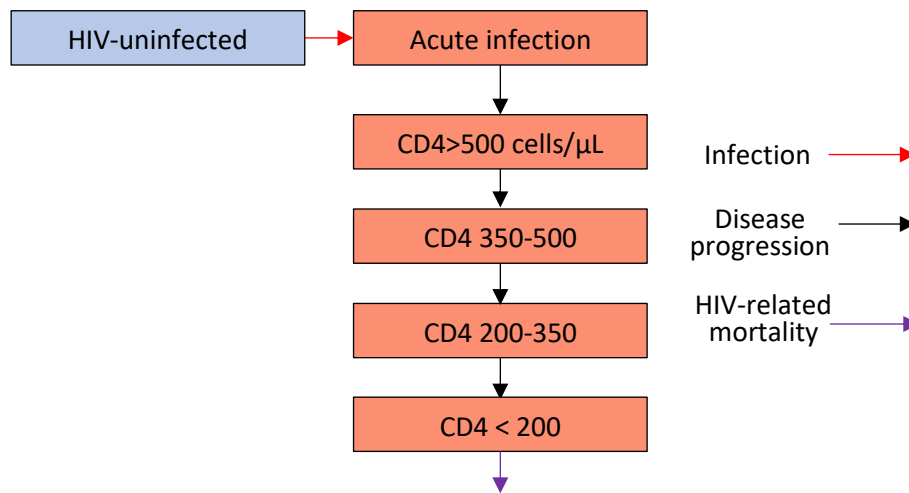 HIV-uninfected
Acute infection
CD4>500 cells/µL
CD4 350-500
CD4 200-350
CD4 < 200
Infection
Disease
progression
HIV-related
mortality